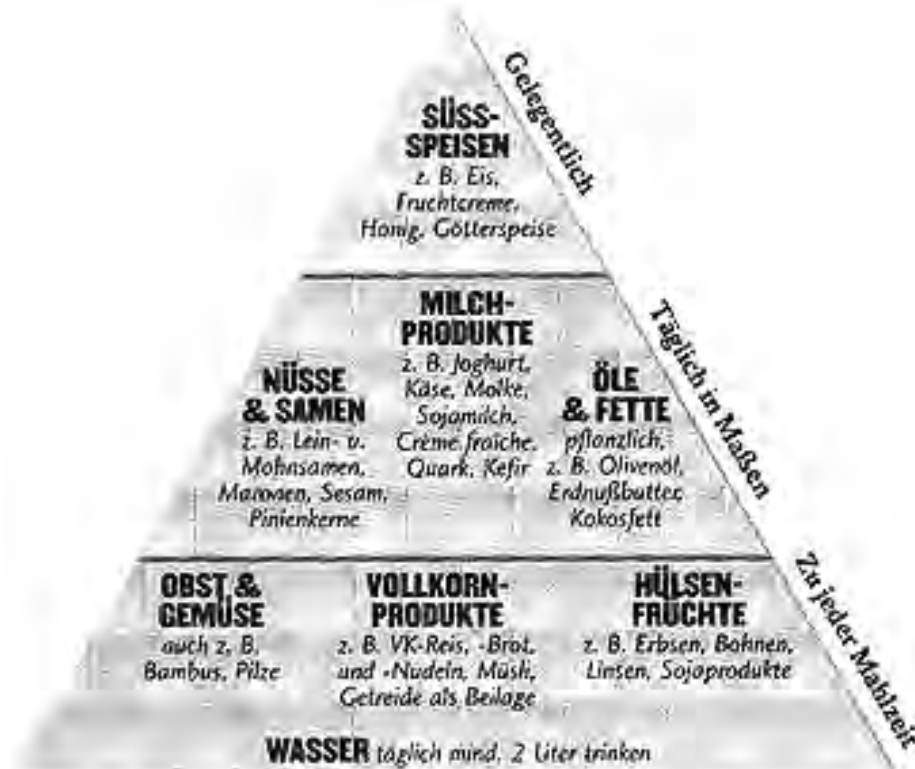 Gelegentlich
SÜSS-
SPEISEN
z. B. Eis,
Fruchtcreme,
Honig, Götterspeise
Täglich in Maßen
MILCH-
PRODUKTE
z. B. Joghurt,
Käse, Molke,
Sojamilch,
Crème fraîche,
Quark, Kefir
NÜSSE
& SAMEN
z. B. Lein- u.
Mohnsamen,
Maronen, Sesam,
Pinienkerne
ÖLE
& FETTE
pflanzlich,
z. B. Olivenöl,
Erdnußbutter,
Kokosfett
Zu jeder Mahlzeit
OBST &
GEMÜSE
auch z. B.
Bambus, Pilze
VOLLKORN-
PRODUKTE
z. B. VK-Reis, -Brot,
und -Nudeln, Müsli,
Getreide als Beilage
HÜLSEN-
FRÜCHTE
z. B. Erbsen, Bohnen,
Linsen, Sojaprodukte
WASSER täglich mind. 2 Liter trinken